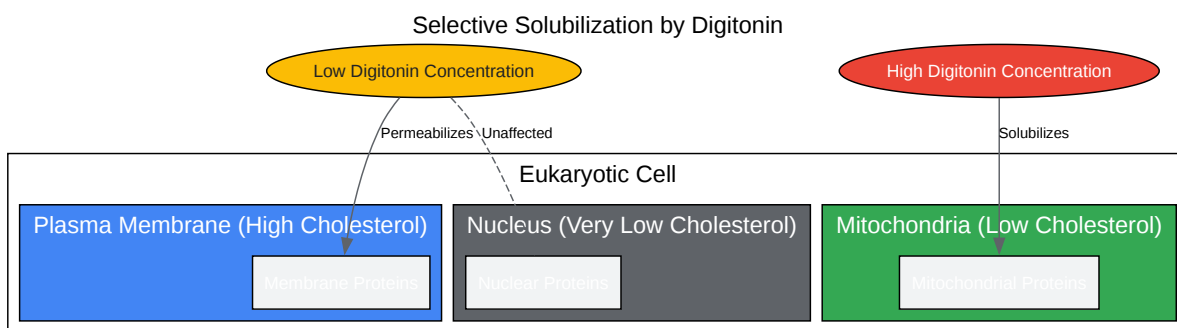 Selective Solubilization by Digitonin
Low Digitonin Concentration
High Digitonin Concentration
Permeabilizes
Unaffected
Solubilizes
Eukaryotic Cell
Plasma Membrane (High Cholesterol)
Nucleus (Very Low Cholesterol)
Mitochondria (Low Cholesterol)
Membrane Proteins
Nuclear Proteins
Mitochondrial Proteins